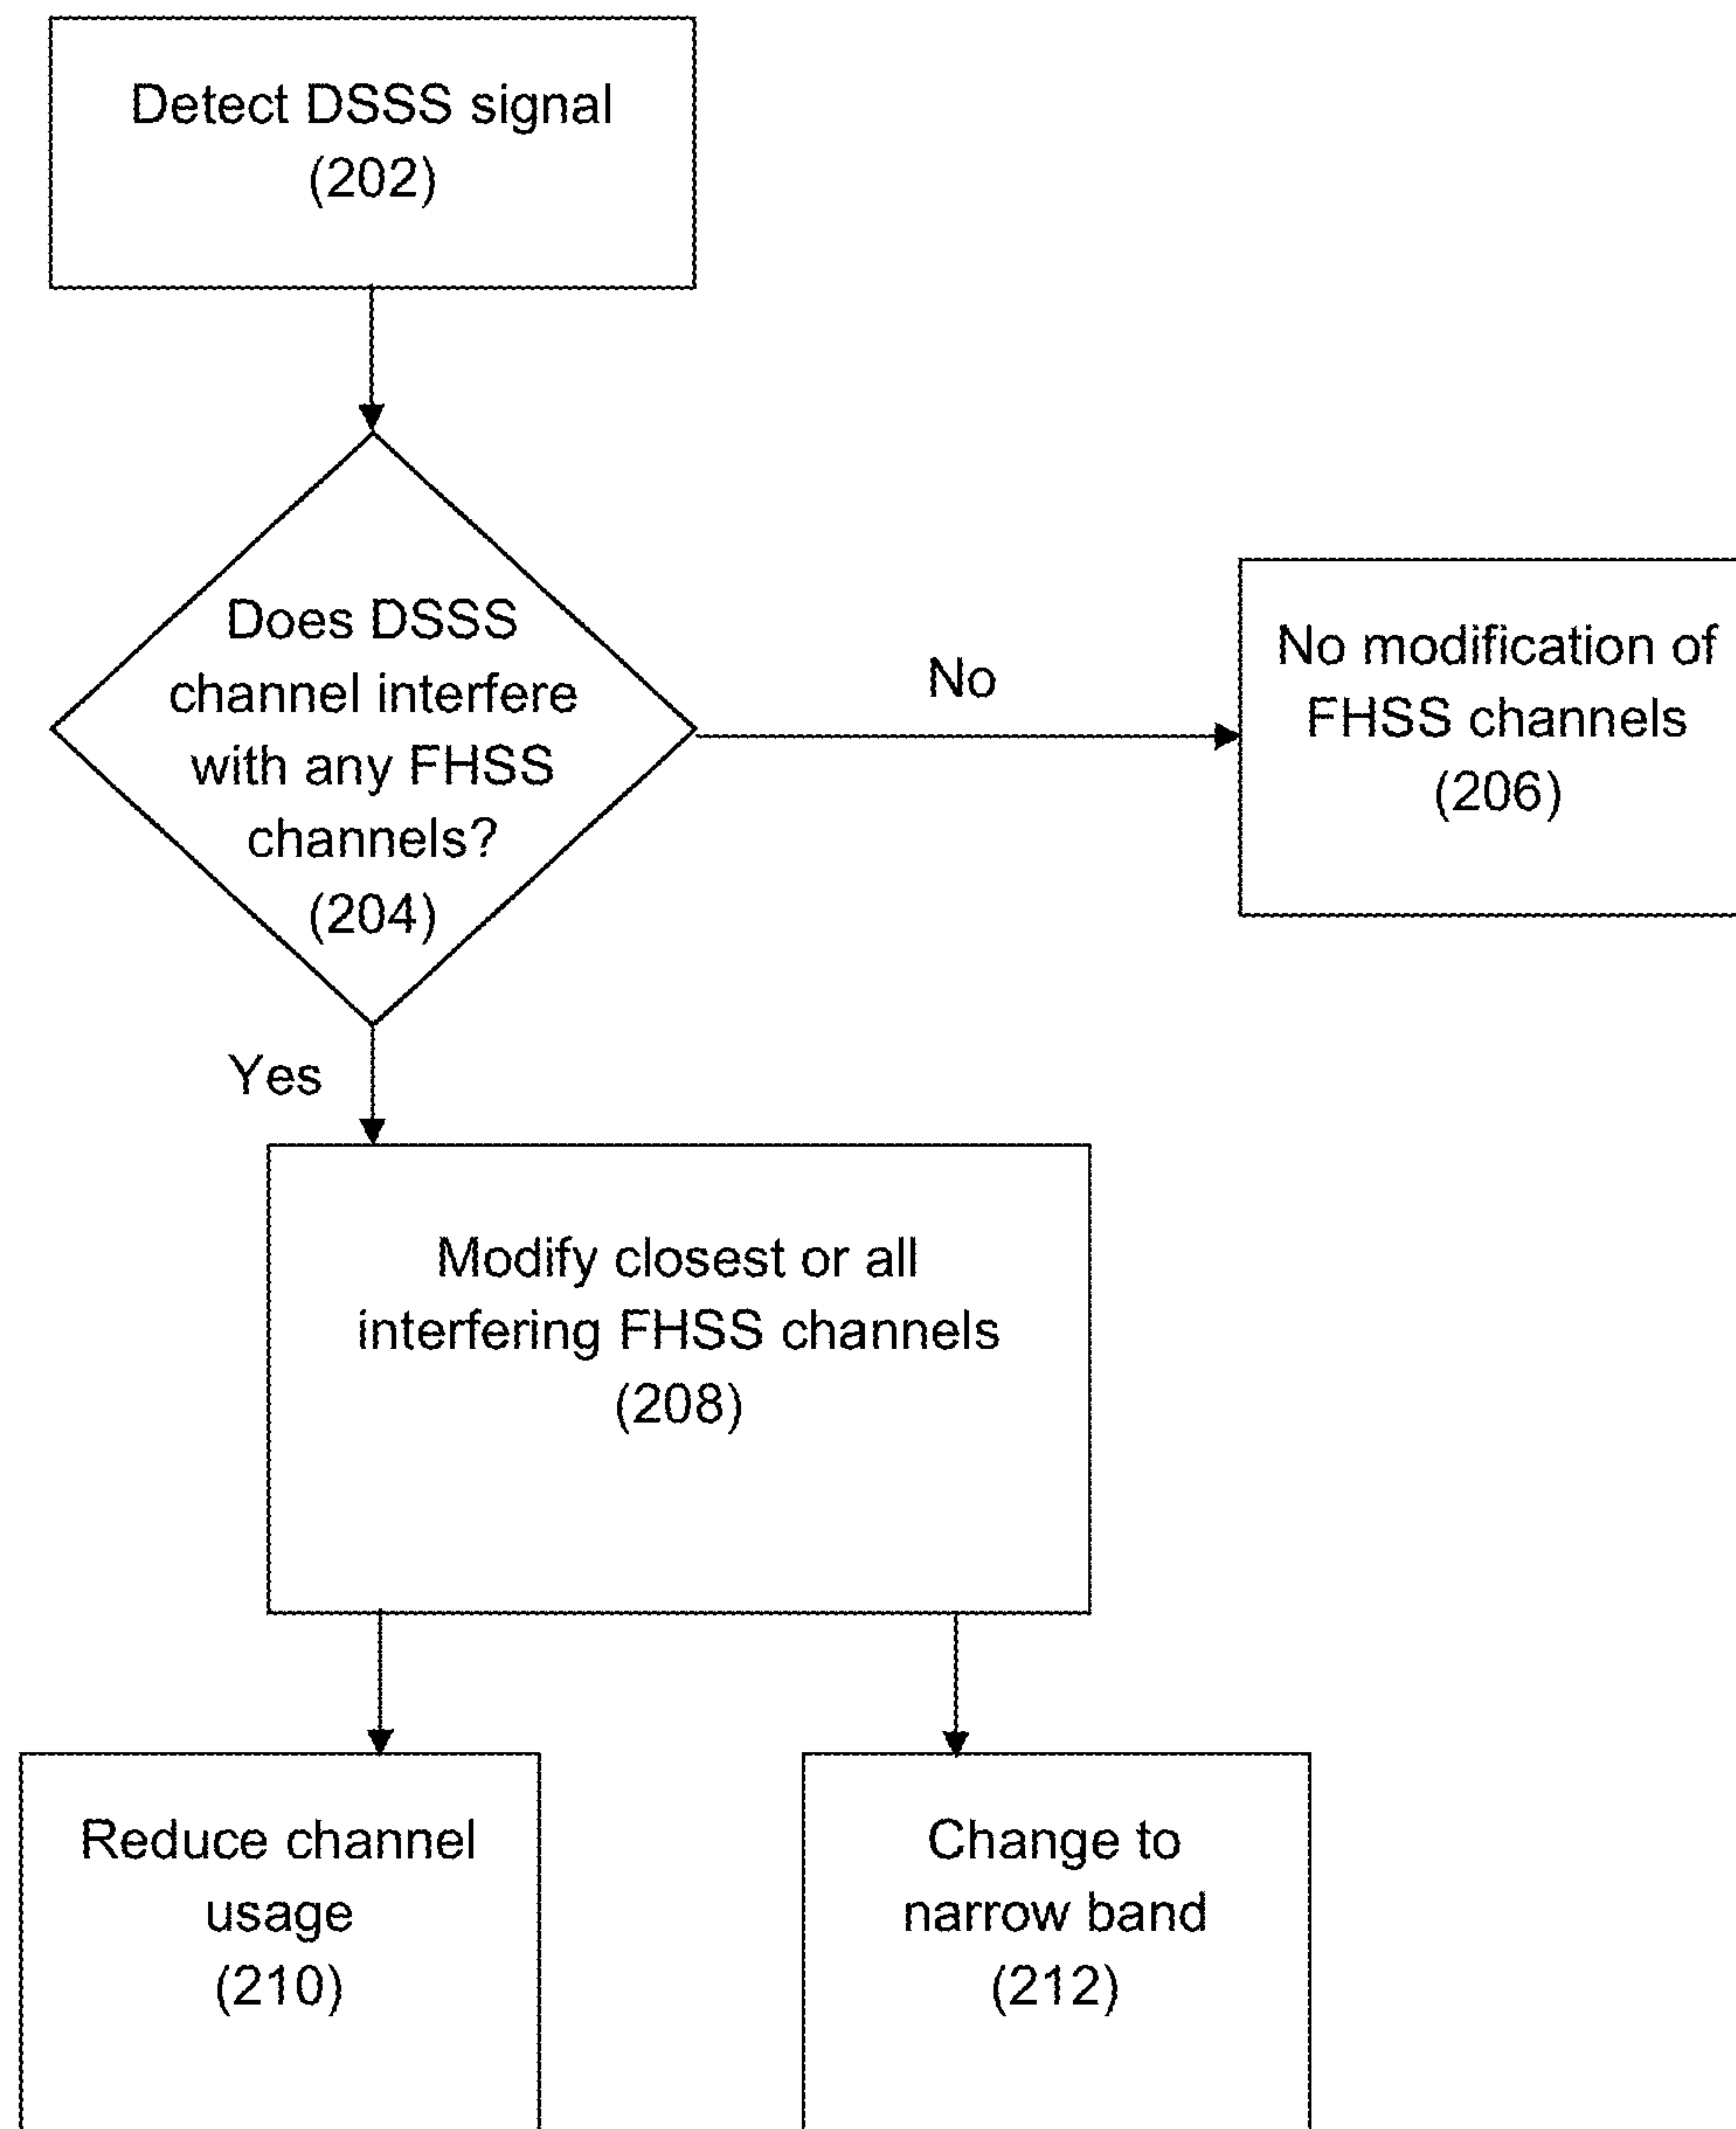 Detect DSSS signal
(202)
Does DSSS
channel interfere
with any FHSS
channels?
(204)
No
No modification of
FHSS channels
(206)
Yes
Modify closest or all
interfering FHSS channels
(208)
Reduce channel
usage
(210)
Change to
narrow band
(212)